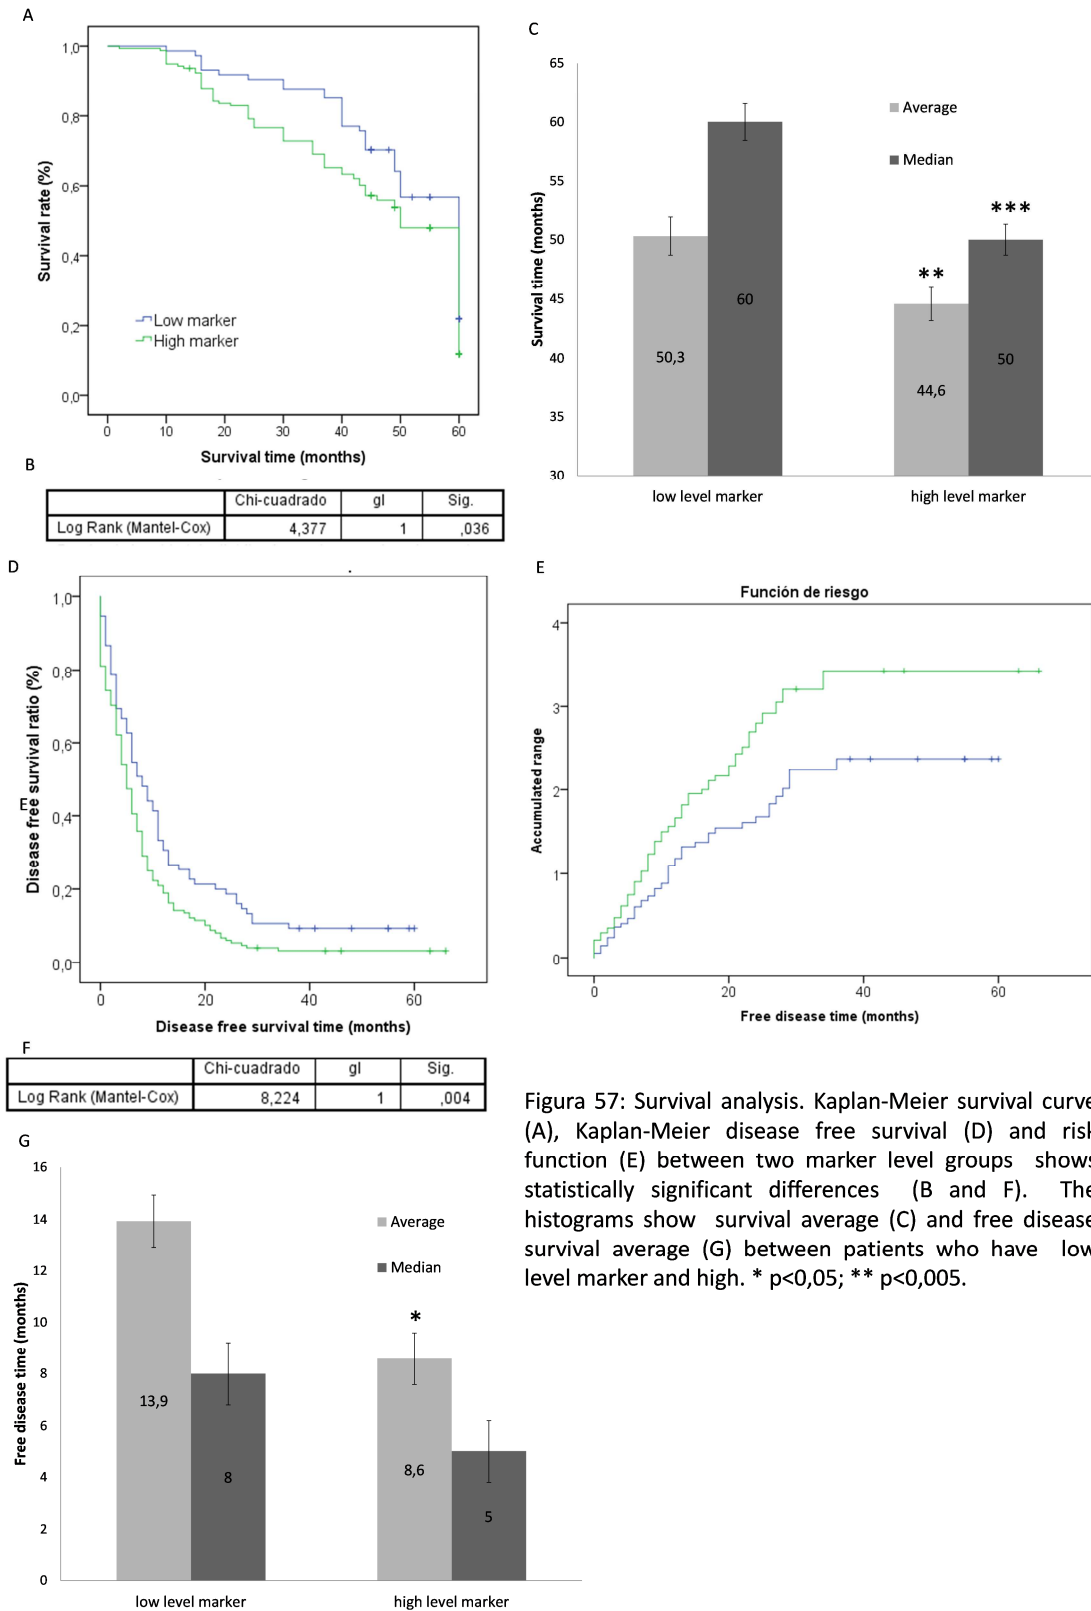 A
1,0
0,8
0,6
0,4
0,2
0,0
Survival rate (%)
Low marker
High marker
0 10 20 30 40 50 60
Survival time (months)
B
Chi-cuadrado gl Sig.
Log Rank (Mantel-Cox) 4,377 1 ,036
C
65
60
55
50
45
40
35
30
Survival time (months)
Average
Median
50,3
60
**
44,6
***
50
low level marker high level marker
D
1,0
0,8
0,6
0,4
0,2
0,0
Disease free survival ratio (%)
E
0 20 40 60
Disease free survival time (months)
E
Función de riesgo
4
3
2
1
0
Accumulated range
0 20 40 60
Free disease time (months)
F
Chi-cuadrado gl Sig.
Log Rank (Mantel-Cox) 8,224 1 ,004
G
16
14
12
10
8
6
4
2
0
Free disease time (months)
Average
Median
13,9
8
*
8,6
5
low level marker high level marker
Figura 57: Survival analysis. Kaplan-Meier survival curve
(A), Kaplan-Meier disease free survival (D) and risk
function (E) between two marker level groups shows
statistically significant differences (B and F). The
histograms show survival average (C) and free disease
survival average (G) between patients who have low
level marker and high. * p<0,05; ** p<0,005.